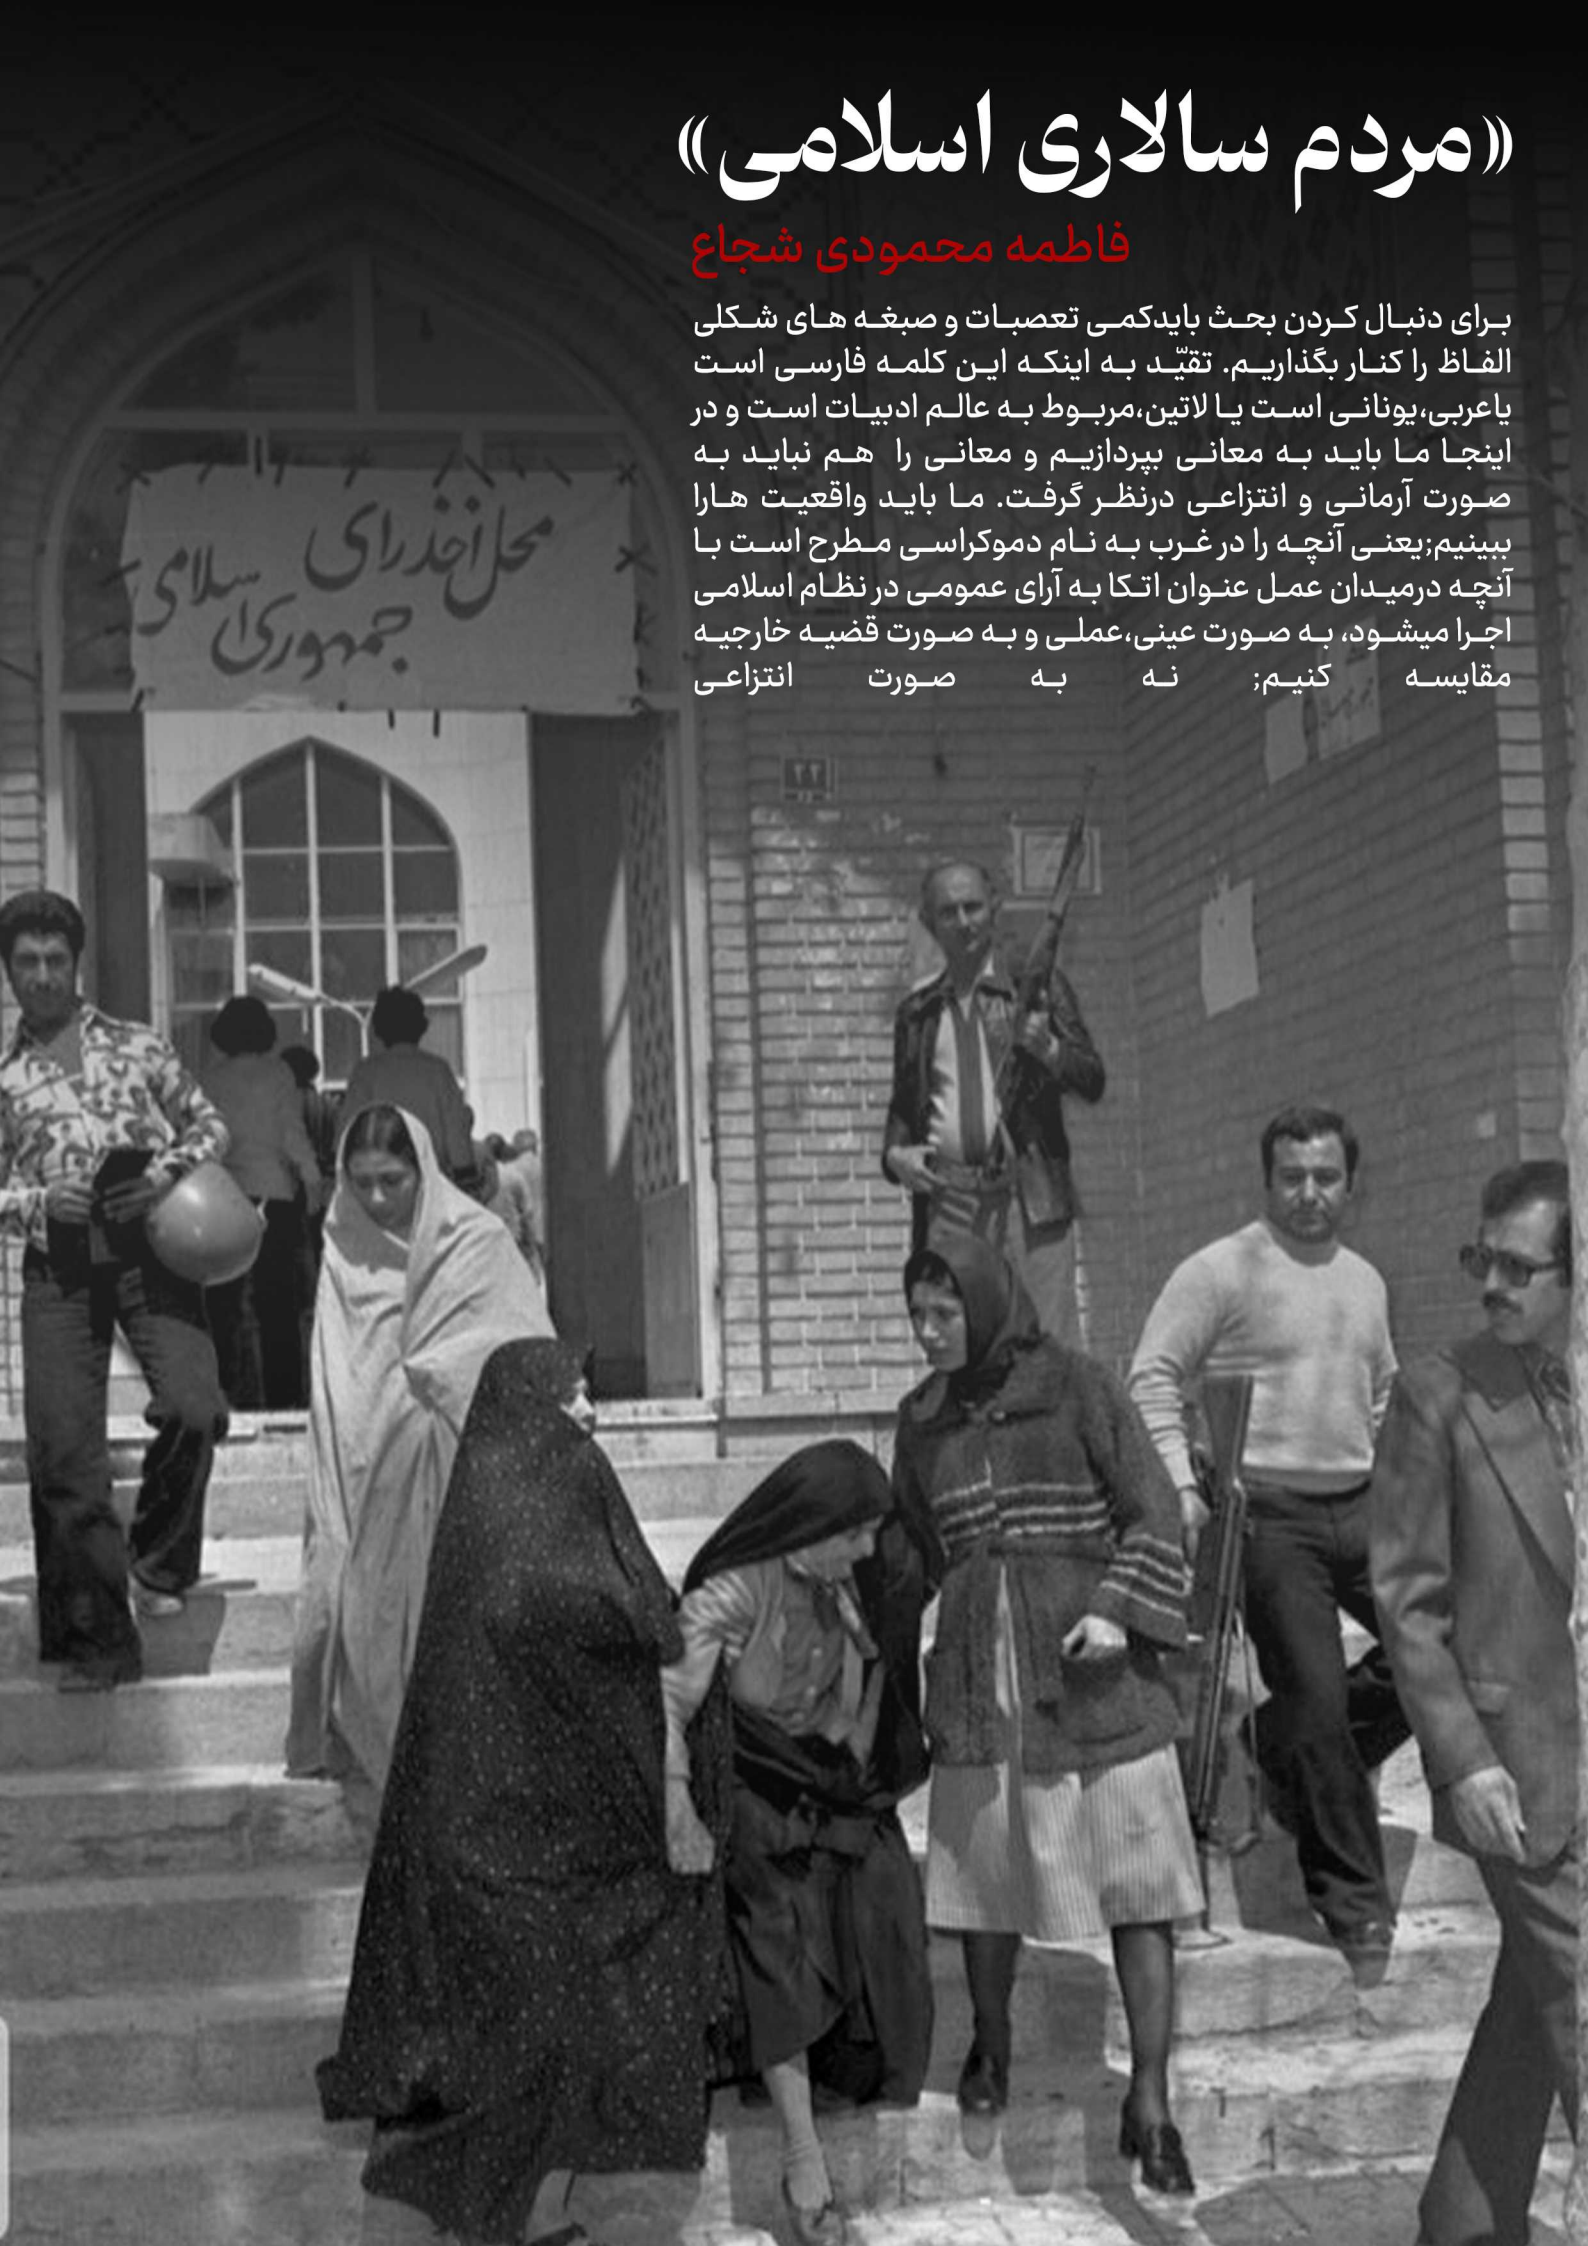 «مردم سالاری اسلامی»
فاطمه محمودی شجاع
برای دنبال کردن بحث بایدکمی تعصبات و صبغه های شکلی
الفاظ را کنار بگذاریم. تقیّد به اینکه این کلمه فارسی است
یاعربی،یونانی است یا لاتین،مربوط به عالم ادبیات است و در
اینجا ما باید به معانی بپردازیم و معانی را هم نباید به
صورت آرمانی و انتزاعی درنظر گرفت. ما باید واقعیت هارا
ببینیم;یعنی آنچه را در غرب به نام دموکراسی مطرح است با
آنچه درمیدان عمل عنوان اتکا به آرای عمومی در نظام اسلامی
اجرا میشود، به صورت عینی،عملی و به صورت قضیه خارجیه
مقایسه کنیم; نه به صورت انتزاعی
محل اخذ رای
جمهوری اسلامی
۲۲